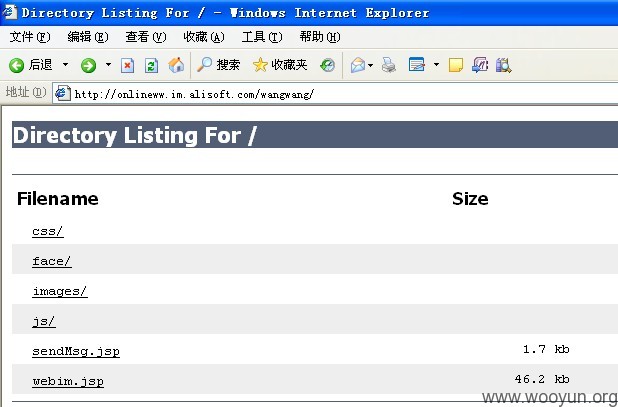 Directory Listing For / - Windows Internet Explorer
文件(F) 编辑(E) 查看(V) 收藏(A) 工具(T) 帮助(H)
后退 搜索 收藏夹
地址(D) http://onlineww.im.alisoft.com/wangwang/
Directory Listing For /
Filename Size
css/
face/
images/
js/
sendMsg.jsp 1.7 kb
webim.jsp 46.2 kb
www.wooyun.org